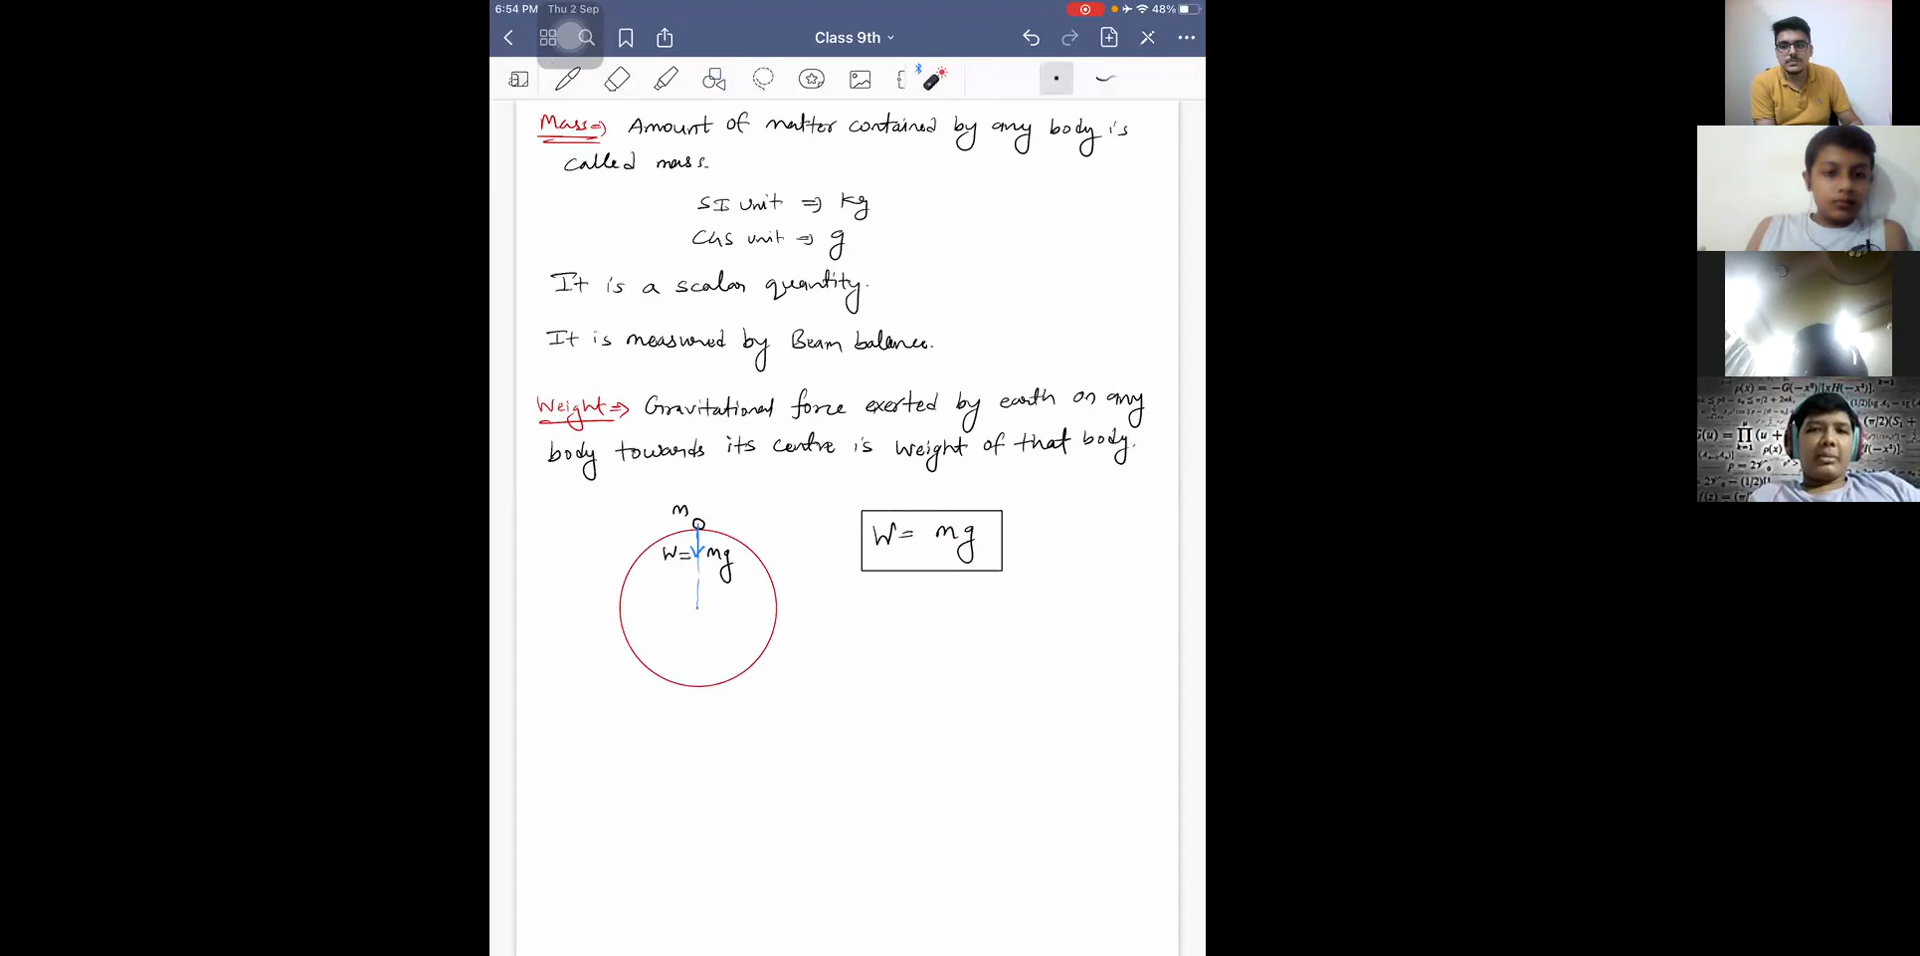 6:54 PM Thu 2 Sep
48%
Class 9th
Mass⇒ Amount of matter contained by any body is
called mass.
SI unit ⇒ kg
CGS unit ⇒ g
It is a scalar quantity.
It is measured by Beam balance.
Weight⇒ Gravitational force exerted by earth on any
body towards its centre is weight of that body.
m
W= mg
W= mg